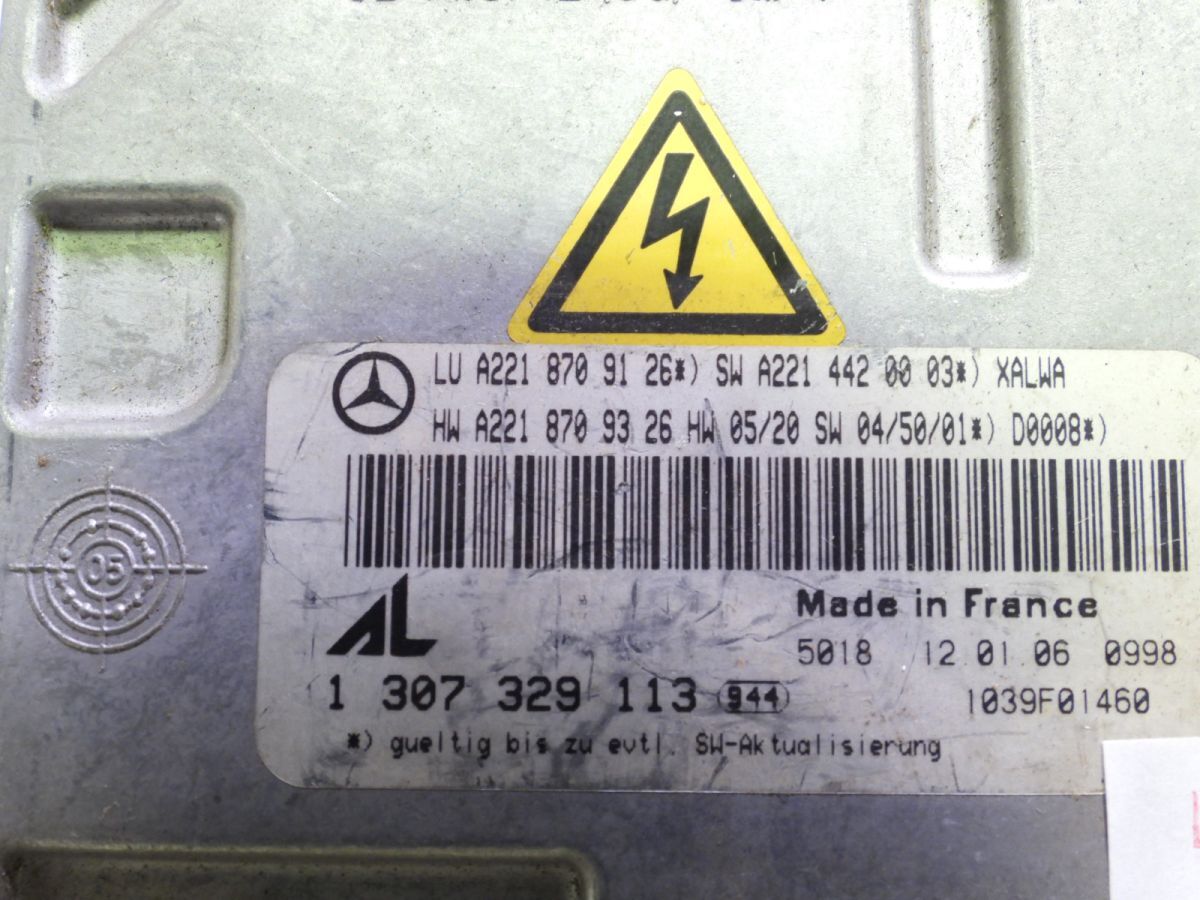 LU A221 870 91 26*) SW A221 442 00 03*) XALWA
HW A221 870 93 26 HW 05/20 SW 04/50/01*) D0008*)
AL
Made in France
5018 12.01.06 0998
1 307 329 113 944
1039F01460
*) gueltig bis zu evtl. SW-Aktualisierung
05